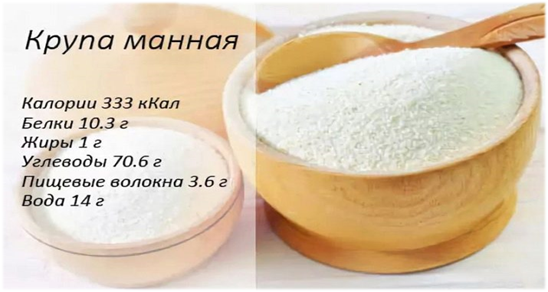 Крупа манная
Калории 333 кКал
Белки 10.3 г
Жиры 1 г
Углеводы 70.6 г
Пищевые волокна 3.6 г
Вода 14 г